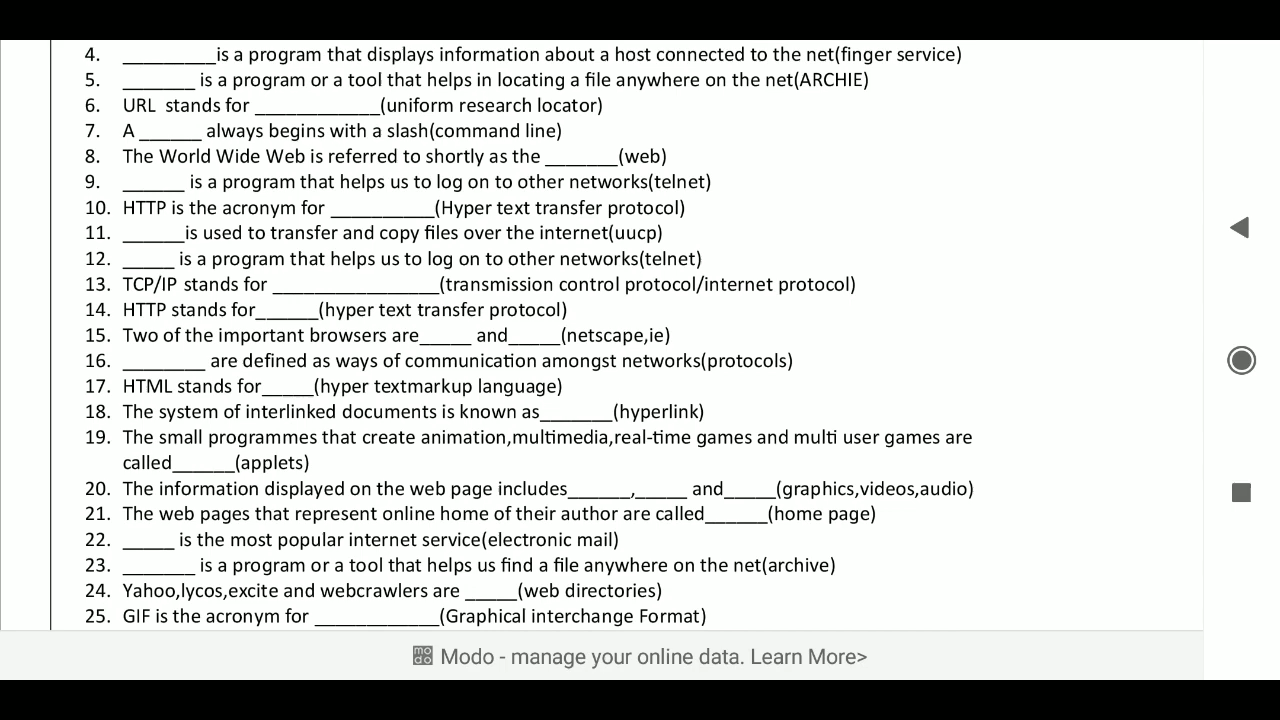 4. _________is a program that displays information about a host connected to the net(finger service)
5. _______ is a program or a tool that helps in locating a file anywhere on the net(ARCHIE)
6. URL stands for ____________(uniform research locator)
7. A ______ always begins with a slash(command line)
8. The World Wide Web is referred to shortly as the _______(web)
9. ______ is a program that helps us to log on to other networks(telnet)
10. HTTP is the acronym for __________(Hyper text transfer protocol)
11. ______is used to transfer and copy files over the internet(uucp)
12. _____ is a program that helps us to log on to other networks(telnet)
13. TCP/IP stands for ________________(transmission control protocol/internet protocol)
14. HTTP stands for______(hyper text transfer protocol)
15. Two of the important browsers are_____ and_____(netscape,ie)
16. ________ are defined as ways of communication amongst networks(protocols)
17. HTML stands for_____(hyper textmarkup language)
18. The system of interlinked documents is known as_______(hyperlink)
19. The small programmes that create animation,multimedia,real-time games and multi user games are
called______(applets)
20. The information displayed on the web page includes______,_____ and_____(graphics,videos,audio)
21. The web pages that represent online home of their author are called______(home page)
22. _____ is the most popular internet service(electronic mail)
23. _______ is a program or a tool that helps us find a file anywhere on the net(archive)
24. Yahoo,lycos,excite and webcrawlers are _____(web directories)
25. GIF is the acronym for ____________(Graphical interchange Format)
modo Modo - manage your online data. Learn More>